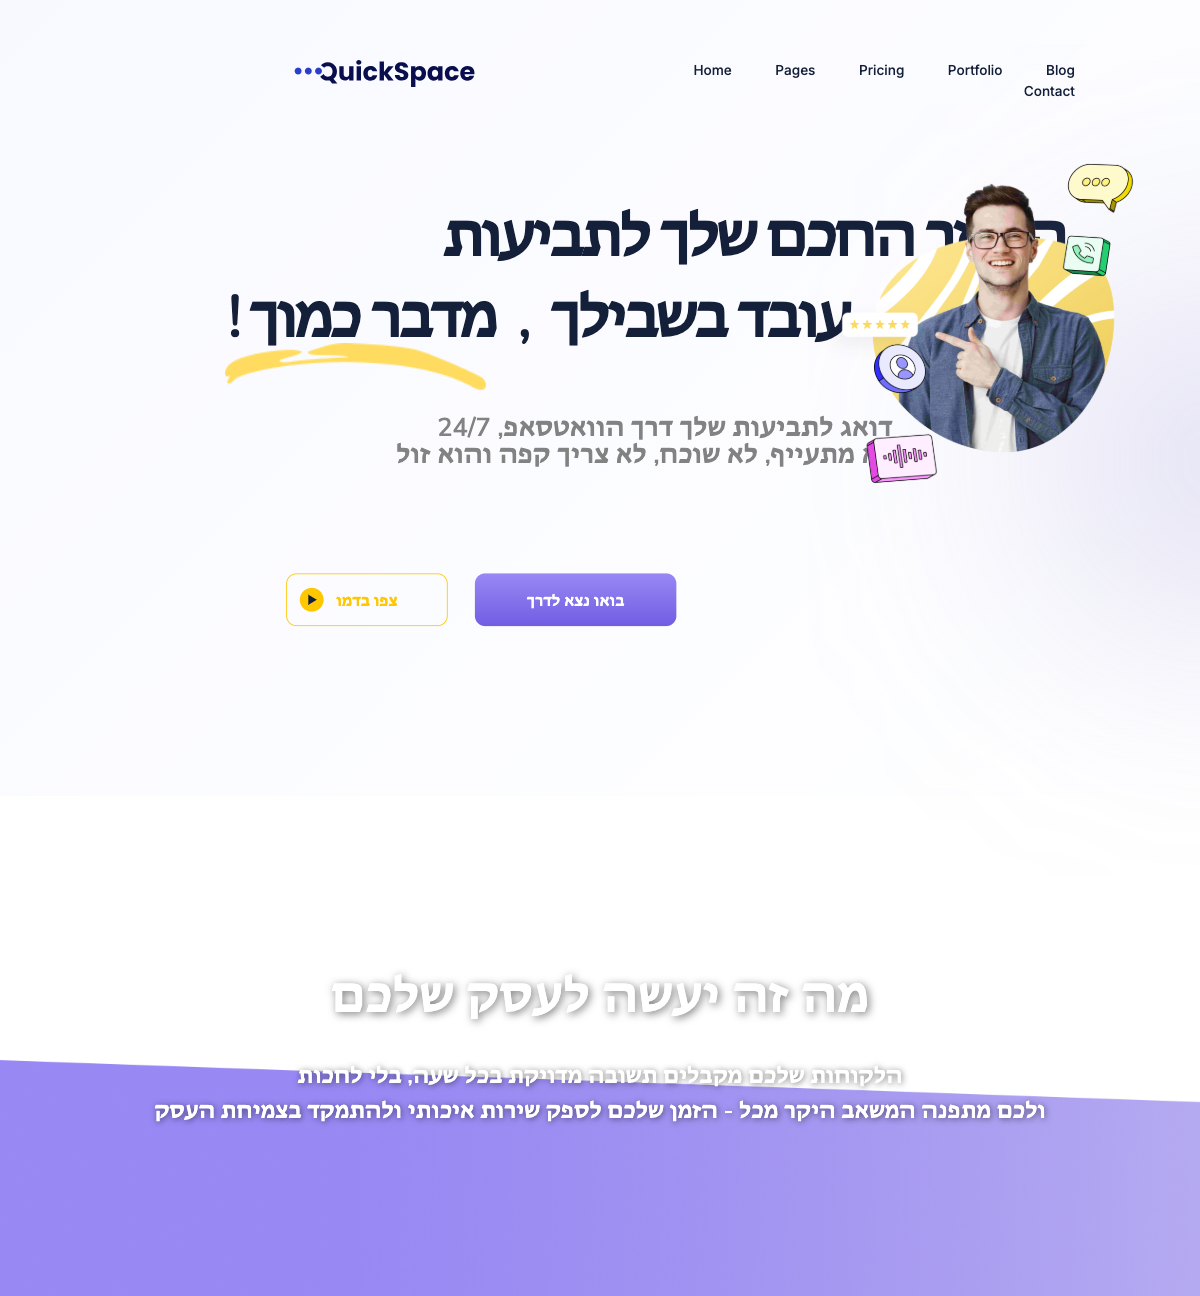 QuickSpace
Home Pages Pricing Portfolio Blog
Contact
החכם שלך לתביעות
עובד בשבילך , מדבר כמוך!
דואג לתביעות שלך דרך הוואטסאפ, 24/7
מתעייף, לא שוכח, לא צריך קפה והוא זול
בואו נצא לדרך
צפו בדמו
מה זה יעשה לעסק שלכם
הלקוחות שלכם מקבלים תשובה מדויקת בכל שעה, בלי לחכות
ולכם מתפנה המשאב היקר מכל - הזמן שלכם לספק שירות איכותי ולהתמקד בצמיחת העסק